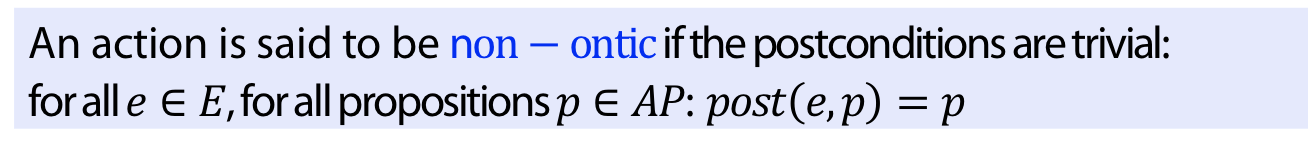 An action is said to be non − ontic if the postconditions are trivial:
for all e ∈ E, for all propositions p ∈ AP: post(e, p) = p